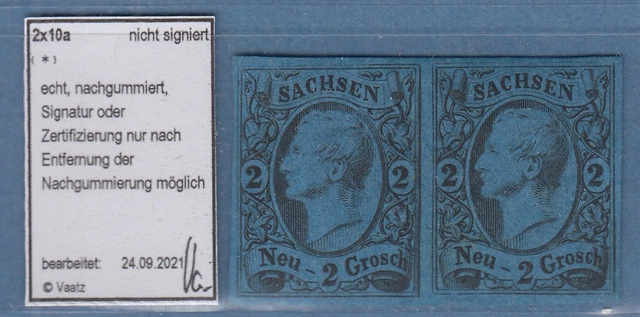 2x10a nicht signiert
( * )
echt, nachgummiert,
Signatur oder
Zertifizierung nur nach
Entfernung der
Nachgummierung möglich
bearbeitet: 24.09.2021
© Vaatz
SACHSEN
2 2
Neu - 2 Grosch
SACHSEN
2 2
Neu - 2 Grosch